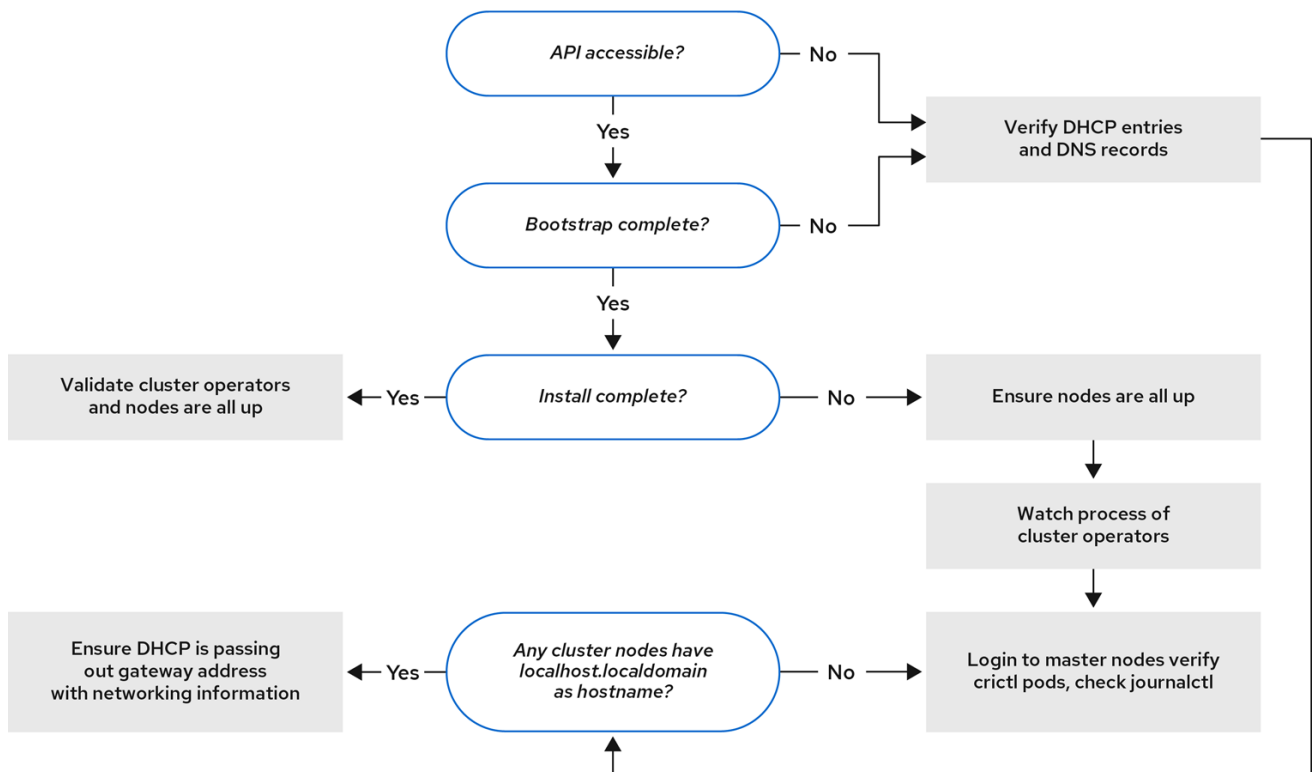 API accessible?
No
Verify DHCP entries
and DNS records
Yes
Bootstrap complete?
No
Yes
Validate cluster operators
and nodes are all up
Yes
Install complete?
No
Ensure nodes are all up
Watch process of
cluster operators
Ensure DHCP is passing
out gateway address
with networking information
Yes
Any cluster nodes have
localhost.localdomain
as hostname?
No
Login to master nodes verify
crictl pods, check journalctl